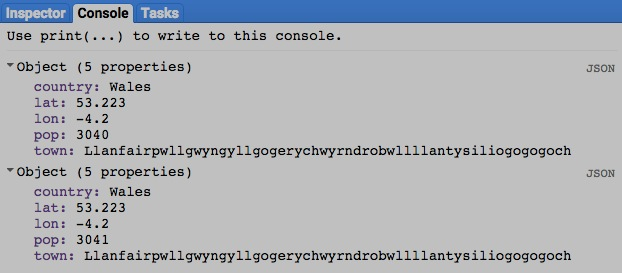 Inspector Console Tasks
Use print(...) to write to this console.
Object (5 properties) JSON
country: Wales
lat: 53.223
lon: -4.2
pop: 3040
town: Llanfairpwllgwyngyllgogerychwyrndrobwllllantysiliogogogoch
Object (5 properties) JSON
country: Wales
lat: 53.223
lon: -4.2
pop: 3041
town: Llanfairpwllgwyngyllgogerychwyrndrobwllllantysiliogogogoch